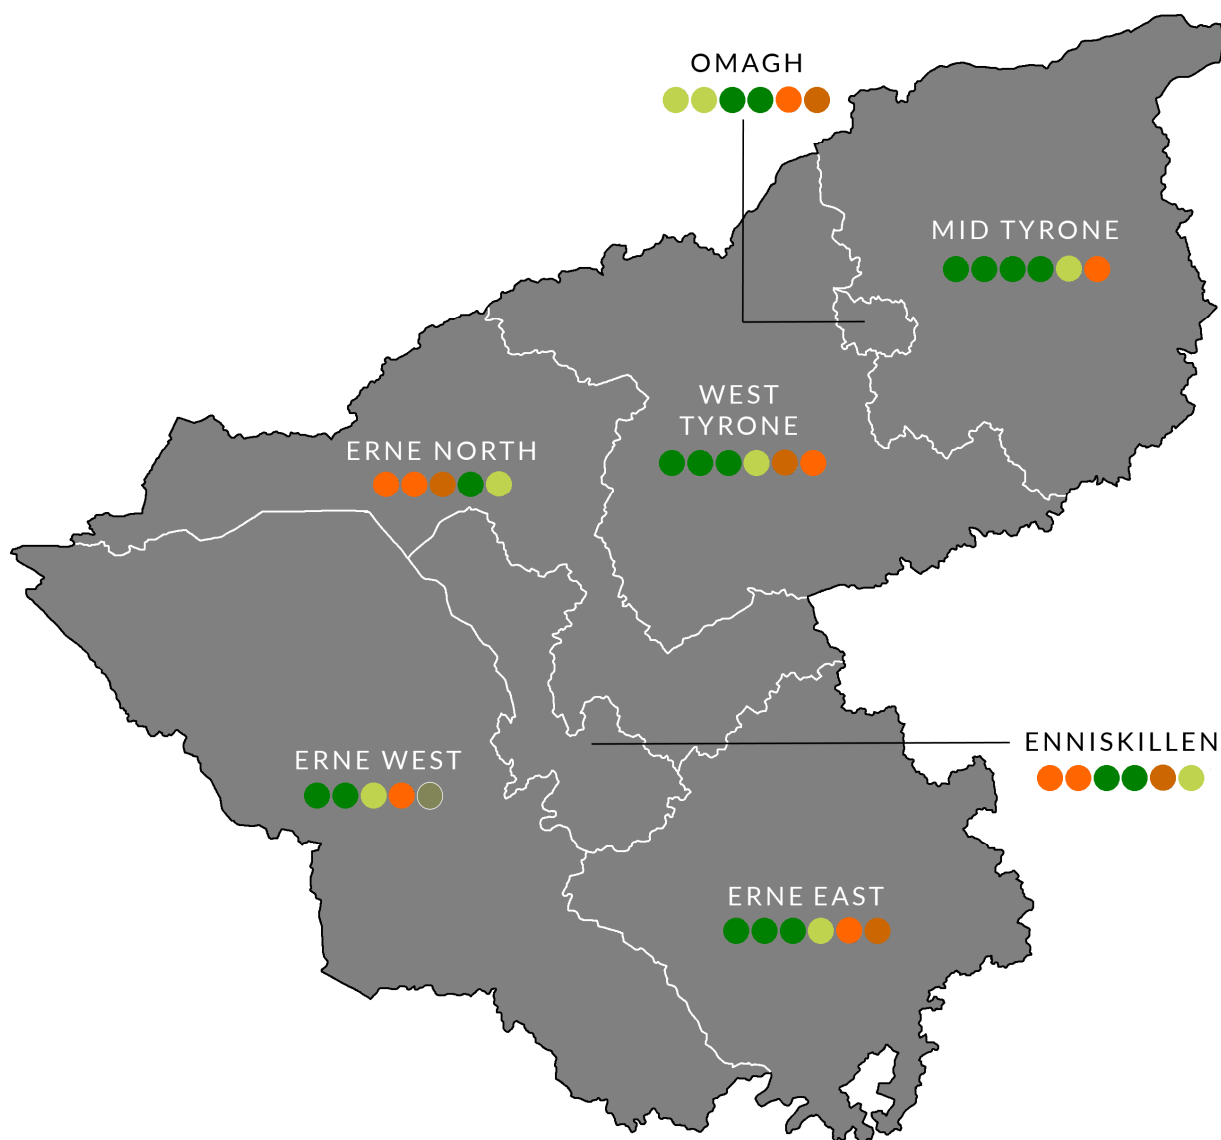 OMAGH
MID TYRONE
WEST
TYRONE
ERNE NORTH
ENNISKILLEN
ERNE WEST
ERNE EAST